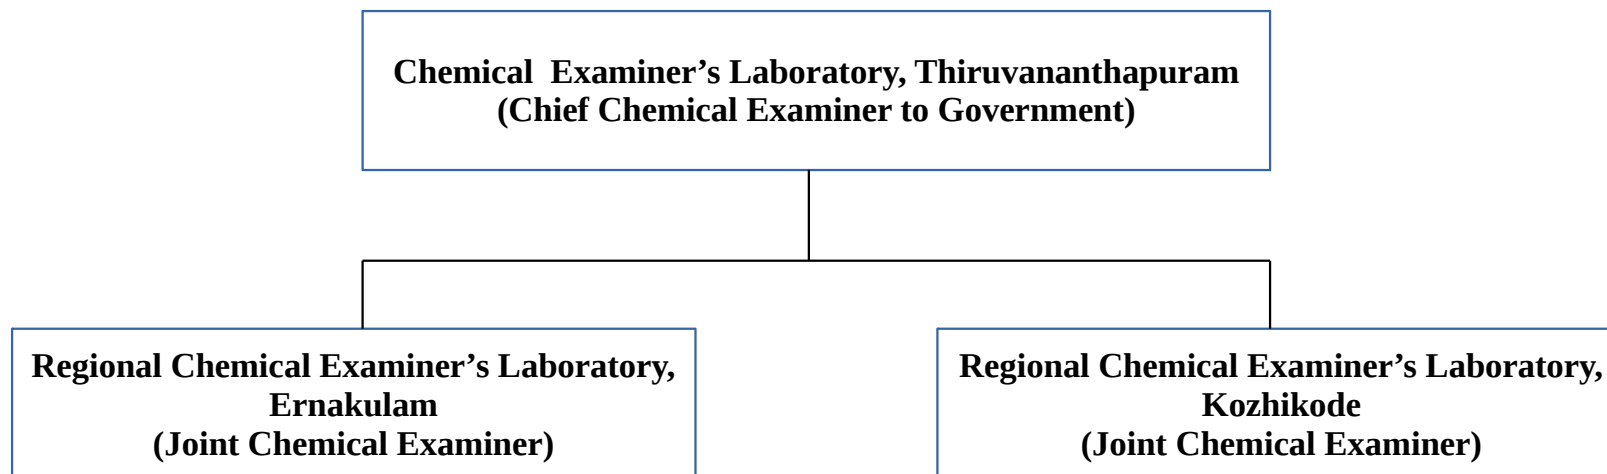 Chemical  Examiner’s Laboratory, Thiruvananthapuram
(Chief Chemical Examiner to Government)
Regional Chemical Examiner’s Laboratory,
Ernakulam
(Joint Chemical Examiner)
Regional Chemical Examiner’s Laboratory,
Kozhikode
(Joint Chemical Examiner)